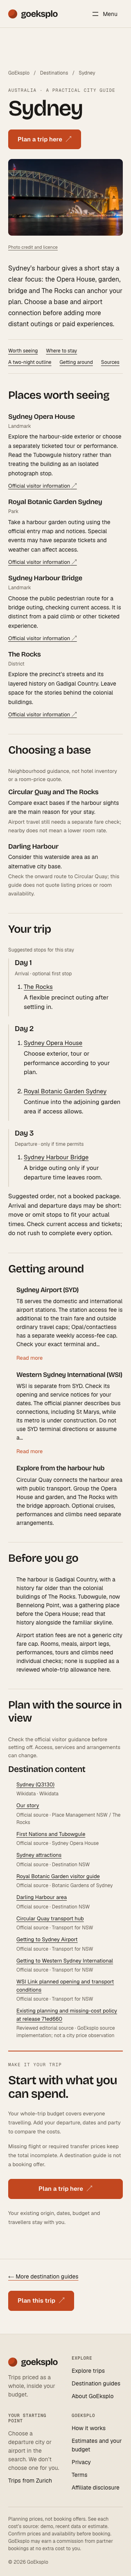 goeksplo
Menu
GoEksplo / Destinations / Sydney
AUSTRALIA · A PRACTICAL CITY GUIDE
Sydney
Plan a trip here
Photo credit and licence
Sydney's harbour gives a short stay a
clear focus: the Opera House, garden,
bridge and The Rocks can anchor your
plan. Choose a base and airport
connection before adding more
distant outings or paid experiences.
Worth seeing Where to stay
A two-night outline Getting around Sources
Places worth seeing
Sydney Opera House
Landmark
Explore the harbour-side exterior or choose
a separately ticketed tour or performance.
Read the Tubowgule history rather than
treating the building as an isolated
photograph stop.
Official visitor information
Royal Botanic Garden Sydney
Park
Take a harbour garden outing using the
official entry map and notices. Special
events may have separate tickets and
weather can affect access.
Official visitor information
Sydney Harbour Bridge
Landmark
Choose the public pedestrian route for a
bridge outing, checking current access. It is
distinct from a paid climb or other ticketed
experience.
Official visitor information
The Rocks
District
Explore the precinct's streets and its
layered history on Gadigal Country. Leave
space for the stories behind the colonial
buildings.
Official visitor information
Choosing a base
Neighbourhood guidance, not hotel inventory
or a room-price quote.
Circular Quay and The Rocks
Compare exact bases if the harbour sights
are the main reason for your stay.
Airport travel still needs a separate fare check;
nearby does not mean a lower room rate.
Darling Harbour
Consider this waterside area as an
alternative city base.
Check the onward route to Circular Quay; this
guide does not quote listing prices or room
availability.
Your trip
Suggested stops for this stay
Day 1
Arrival · optional first stop
1. The Rocks
A flexible precinct outing after
settling in.
Day 2
1. Sydney Opera House
Choose exterior, tour or
performance according to your
plan.
2. Royal Botanic Garden Sydney
Continue into the adjoining garden
area if access allows.
Day 3
Departure · only if time permits
1. Sydney Harbour Bridge
A bridge outing only if your
departure time leaves room.
Suggested order, not a booked package.
Arrival and departure days may be short:
move or omit stops to fit your actual
times. Check current access and tickets;
do not rush to complete every option.
Getting around
Sydney Airport (SYD)
T8 serves the domestic and international
airport stations. The station access fee is
additional to the train fare and outside
ordinary travel caps; Opal/Contactless
has a separate weekly access-fee cap.
Check your exact terminal and...
Read more
Western Sydney International (WSI)
WSI is separate from SYD. Check its
opening and service notices for your
dates. The official planner describes bus
connections, including St Marys, while
its metro is under construction. Do not
use SYD terminal directions or assume
a...
Read more
Explore from the harbour hub
Circular Quay connects the harbour area
with public transport. Group the Opera
House and garden, and The Rocks with
the bridge approach. Optional cruises,
performances and climbs need separate
arrangements.
Before you go
The harbour is Gadigal Country, with a
history far older than the colonial
buildings of The Rocks. Tubowgule, now
Bennelong Point, was a gathering place
before the Opera House; read that
history alongside the familiar skyline.
Airport station fees are not a generic city
fare cap. Rooms, meals, airport legs,
performances, tours and climbs need
individual checks; none is supplied as a
reviewed whole-trip allowance here.
Plan with the source in
view
Check the official visitor guidance before
setting off. Access, services and arrangements
can change.
Destination context
Sydney (Q3130)
Wikidata · Wikidata
Our story
Official source · Place Management NSW / The
Rocks
First Nations and Tubowgule
Official source · Sydney Opera House
Sydney attractions
Official source · Destination NSW
Royal Botanic Garden visitor guide
Official source · Botanic Gardens of Sydney
Darling Harbour area
Official source · Destination NSW
Circular Quay transport hub
Official source · Transport for NSW
Getting to Sydney Airport
Official source · Transport for NSW
Getting to Western Sydney International
Official source · Transport for NSW
WSI Link planned opening and transport
conditions
Official source · Transport for NSW
Existing planning and missing-cost policy
at release 71ed660
Reviewed editorial source · GoEksplo source
implementation; not a city price observation
MAKE IT YOUR TRIP
Start with what you
can spend.
Your whole-trip budget covers everyone
travelling. Add your departure, dates and party
to compare the costs.
Missing flight or required transfer prices keep
the total incomplete. A destination guide is not
a booking offer.
Plan a trip here
Your existing origin, dates, budget and
travellers stay with you.
← More destination guides
Plan this trip
goeksplo
Trips priced as a
whole, inside your
budget.
EXPLORE
Explore trips
Destination guides
About GoEksplo
YOUR STARTING
POINT
Choose a
departure city or
airport in the
search. We don't
choose one for you.
Trips from Zurich
GOEKSPLO
How it works
Estimates and your
budget
Privacy
Terms
Affiliate disclosure
Planning prices, not booking offers. See each
cost's source: demo, recent data or estimate.
Confirm prices and availability before booking.
GoEksplo may earn a commission from partner
bookings at no extra cost to you.
© 2026 GoEksplo